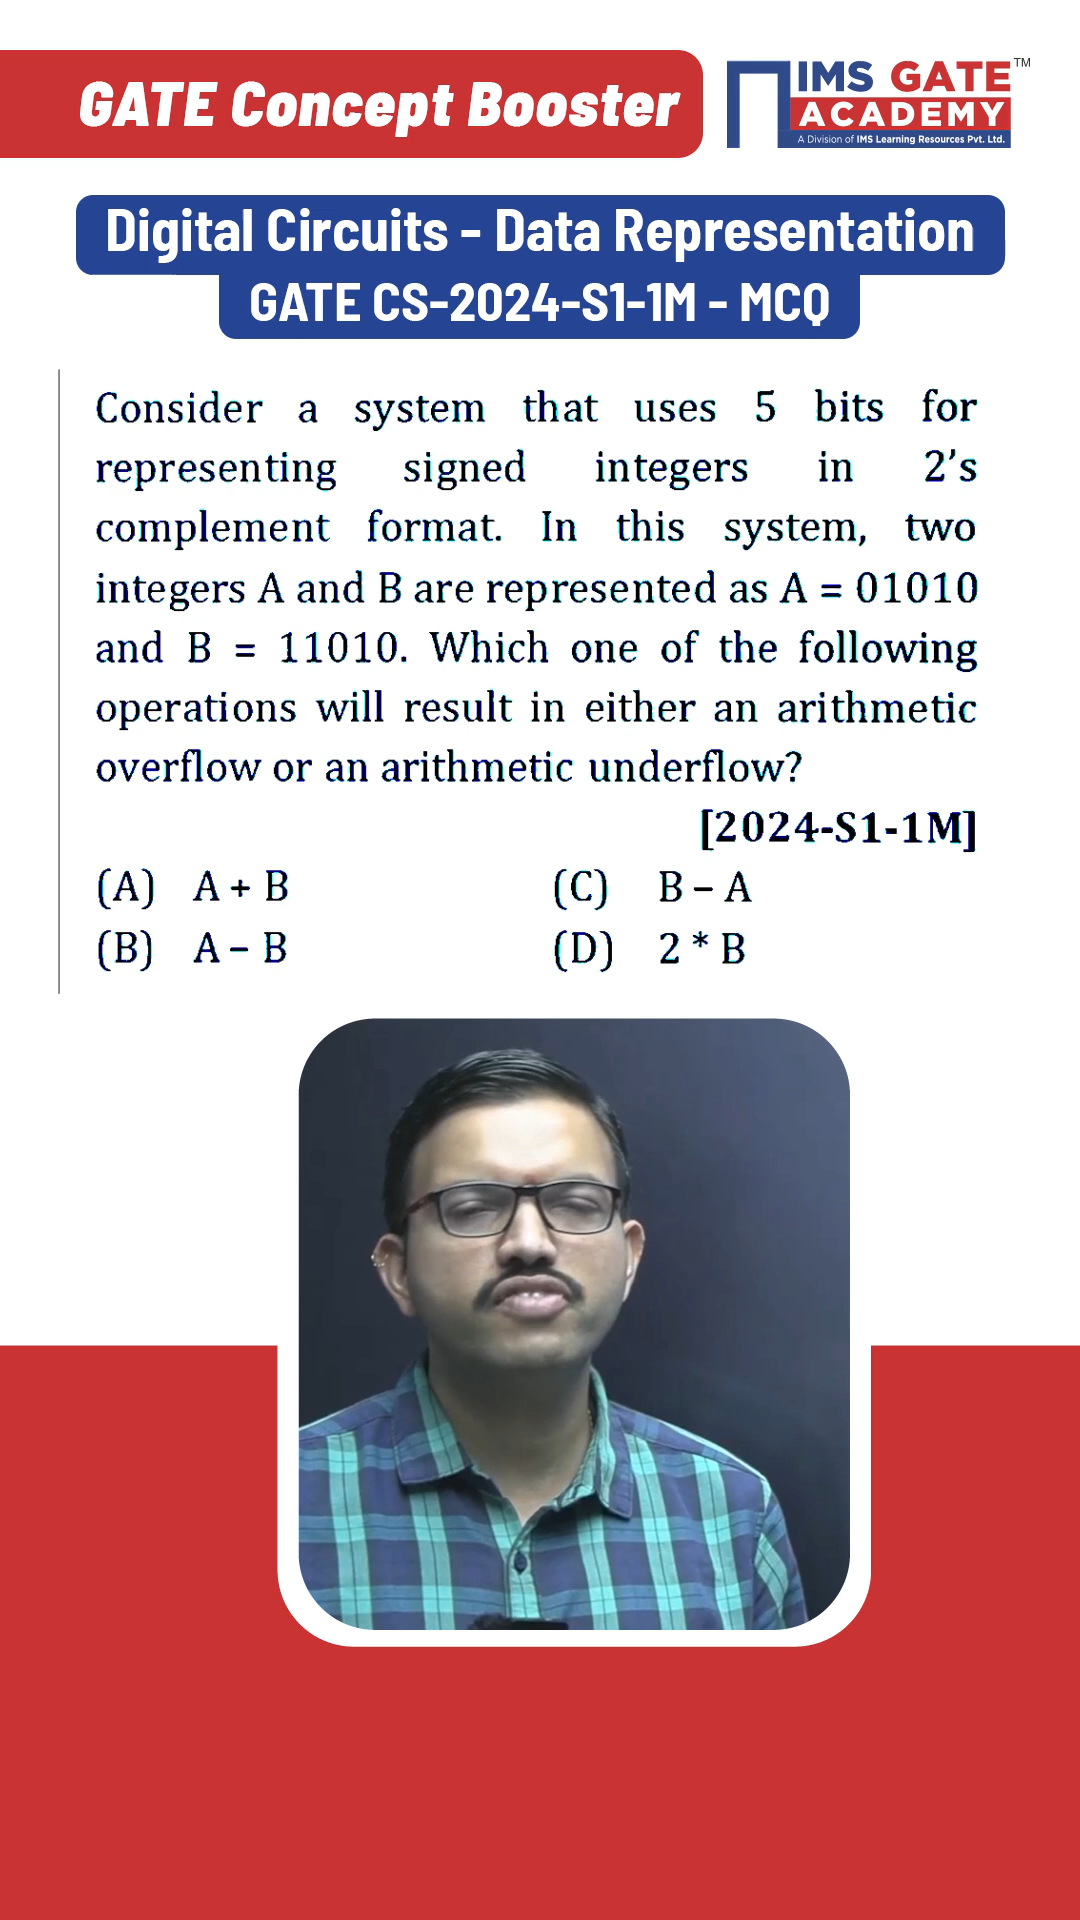 GATE Concept Booster
IMS GATE TM
ACADEMY
A Division of IMS Learning Resources Pvt. Ltd.
Digital Circuits - Data Representation
GATE CS-2024-S1-1M - MCQ
Consider a system that uses 5 bits for
representing signed integers in 2's
complement format. In this system, two
integers A and B are represented as A = 01010
and B = 11010. Which one of the following
operations will result in either an arithmetic
overflow or an arithmetic underflow?
[2024-S1-1M]
(A) A + B (C) B – A
(B) A – B (D) 2 * B